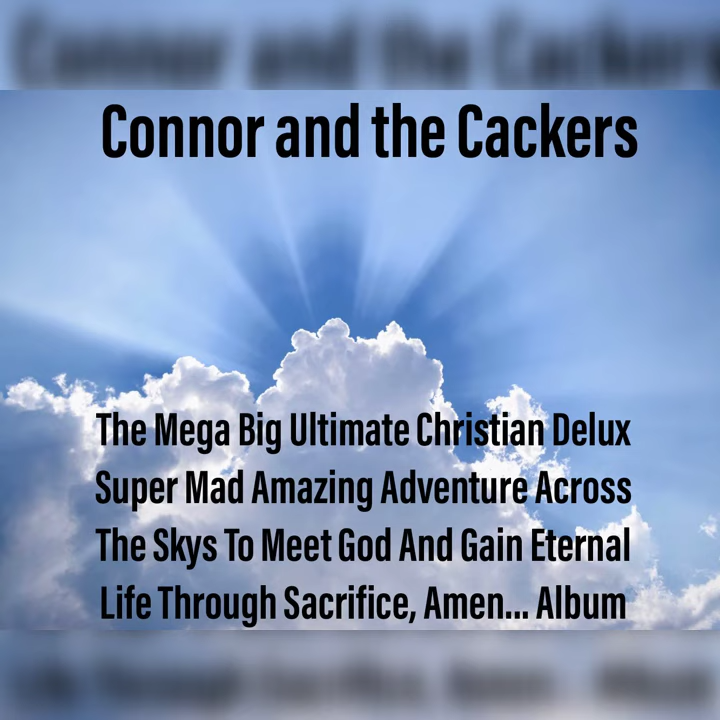 Connor and the Cackers
The Mega Big Ultimate Christian Delux
Super Mad Amazing Adventure Across
The Skys To Meet God And Gain Eternal
Life Through Sacrifice, Amen... Album